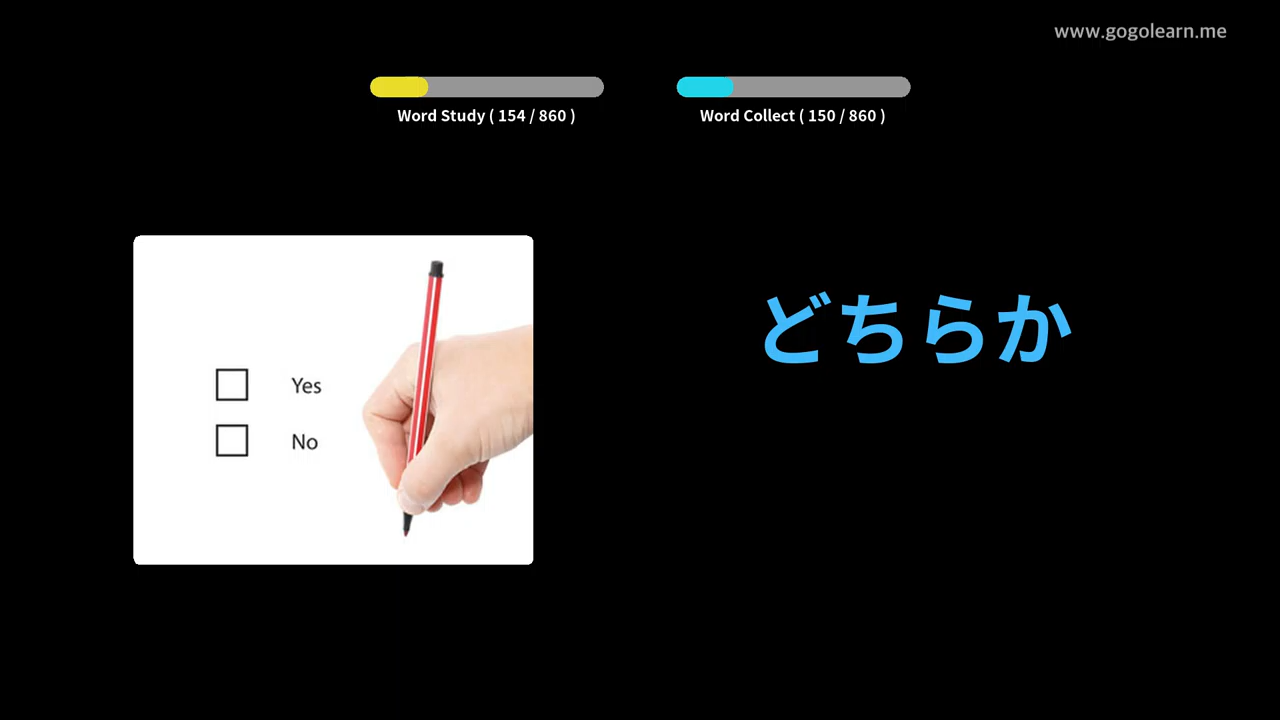 www.gogolearn.me
Word Study ( 154 / 860 )
Word Collect ( 150 / 860 )
どちらか
Yes
No